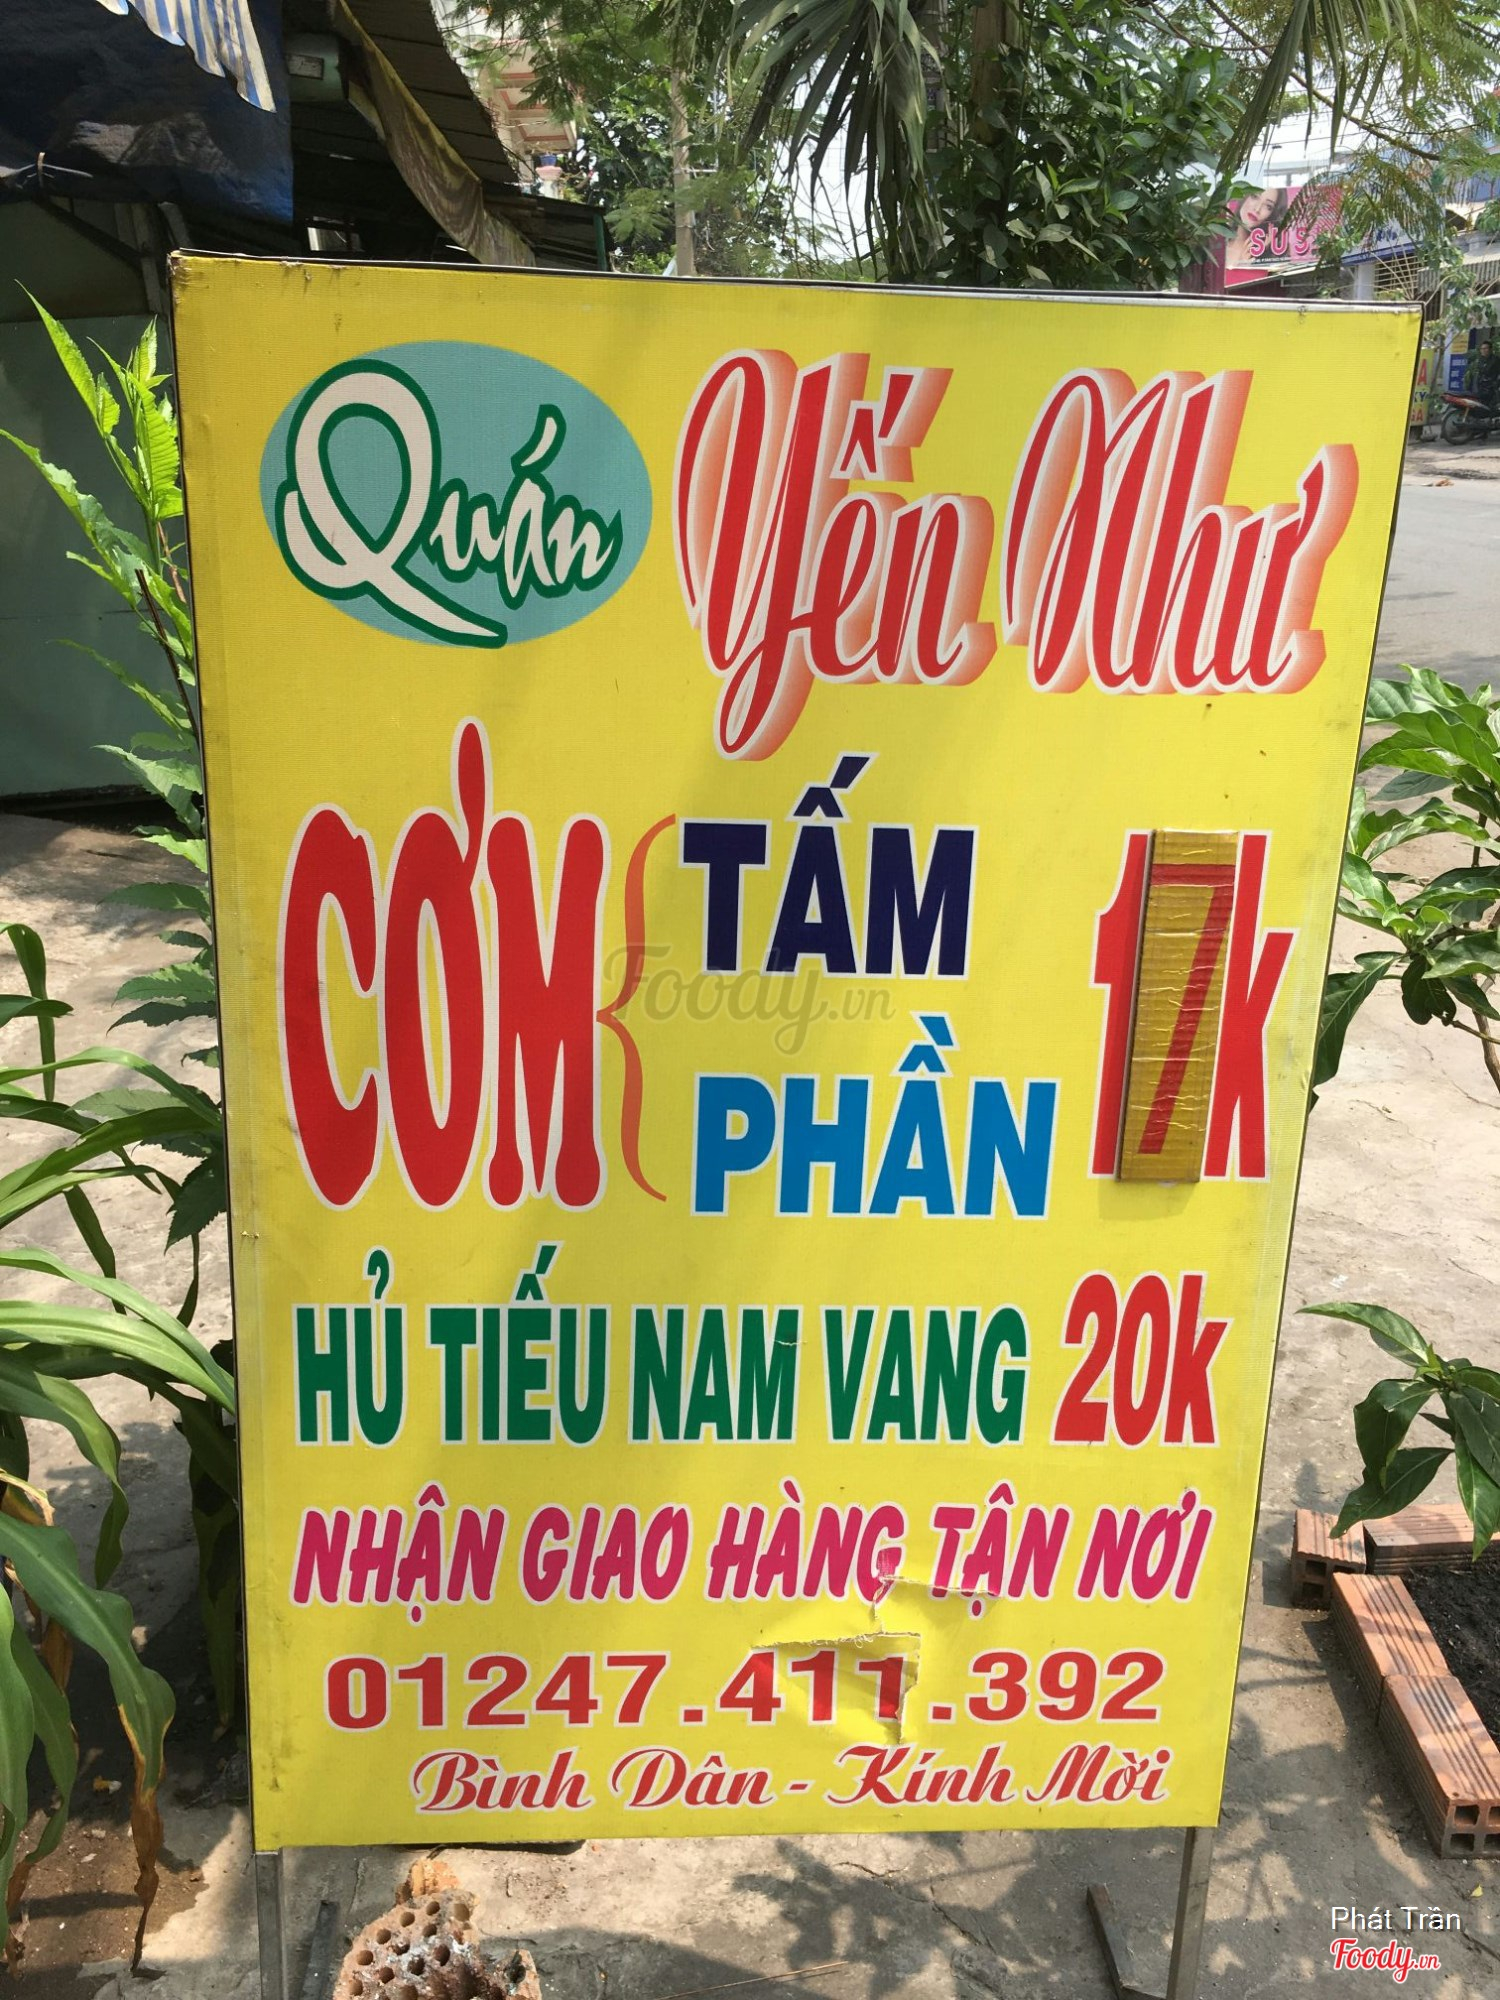 SUS
Quán Yến Như
CƠM TẤM
PHẦN
17k
HỦ TIẾU NAM VANG 20k
NHẬN GIAO HÀNG TẬN NƠI
01247.411.392
Bình Dân - Kính Mời
Foody.vn
Phát Trần
Foody.vn